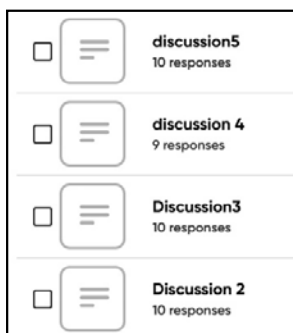 discussion5
10 responses
discussion 4
9 responses
Discussion3
10 responses
Discussion 2
10 responses